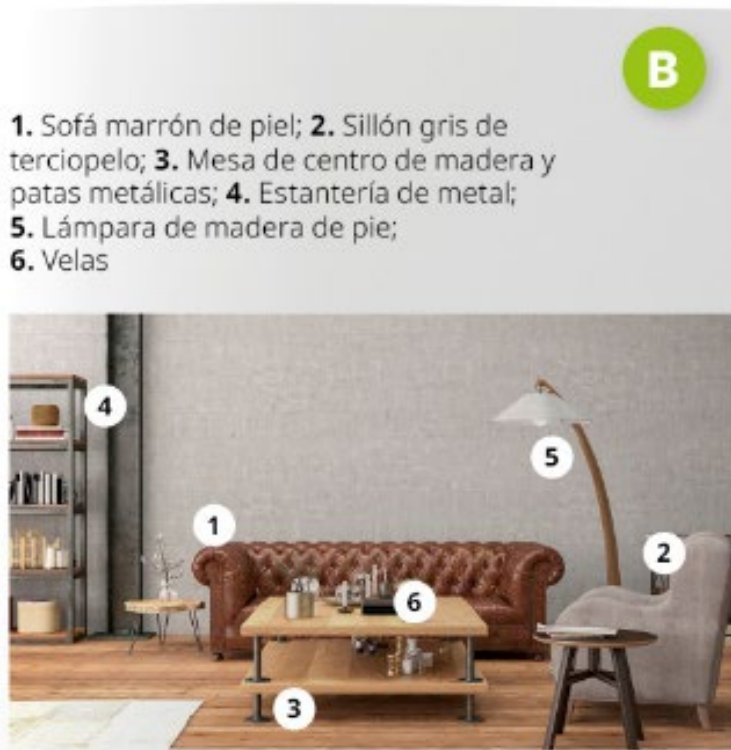 B
1. Sofá marrón de piel; 2. Sillón gris de
terciopelo; 3. Mesa de centro de madera y
patas metálicas; 4. Estantería de metal;
5. Lámpara de madera de pie;
6. Velas
4
5
1
2
6
3